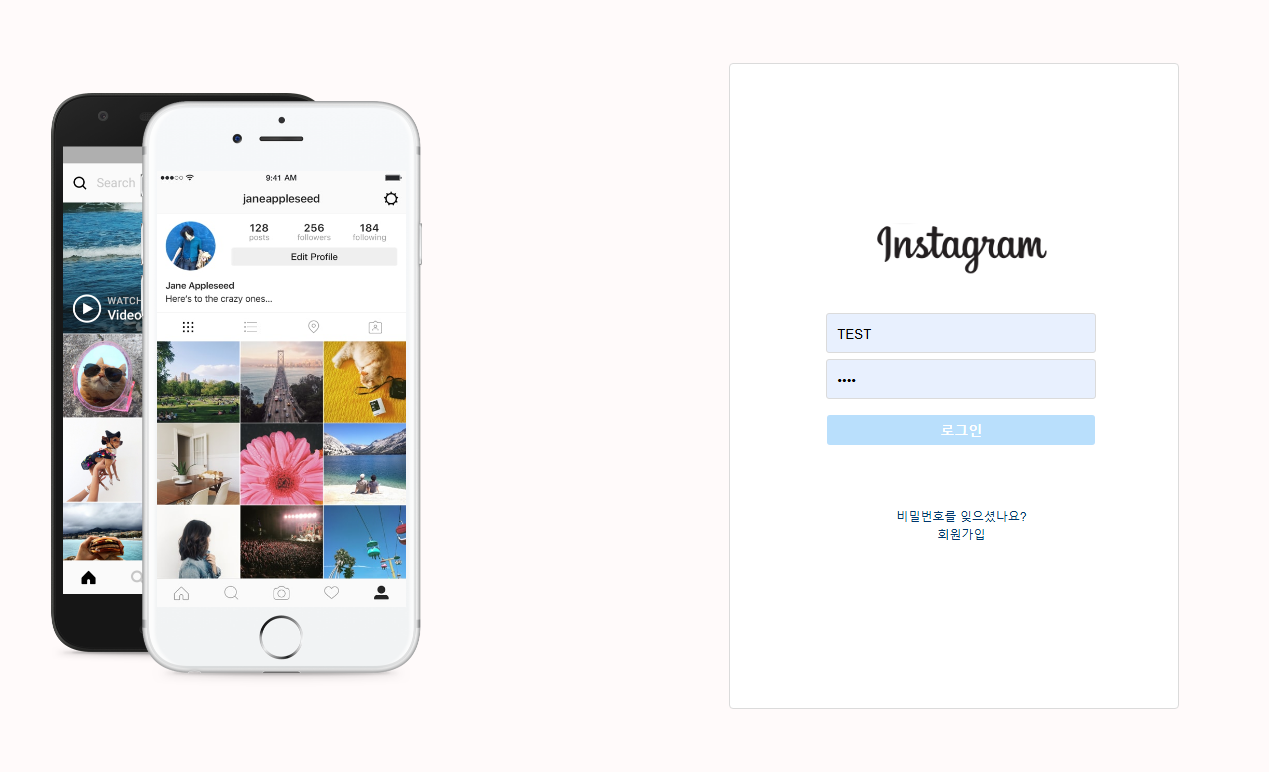 Search
WATCH
Video
9:41 AM
janeappleseed
128
posts
256
followers
184
following
Edit Profile
Jane Appleseed
Here's to the crazy ones...
Instagram
TEST
••••
로그인
비밀번호를 잊으셨나요?
회원가입